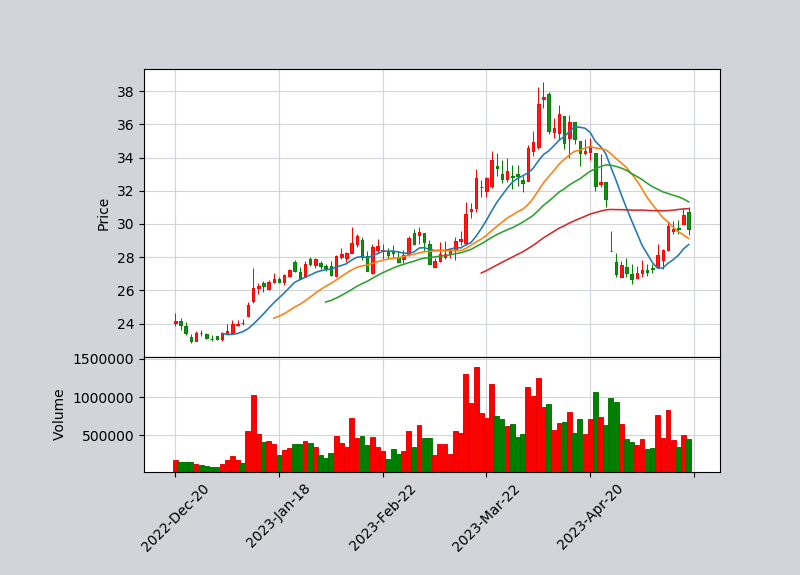 38
36
34
32
30
28
26
24
Price
1500000
1000000
500000
Volume
2022-Dec-20
2023-Jan-18
2023-Feb-22
2023-Mar-22
2023-Apr-20